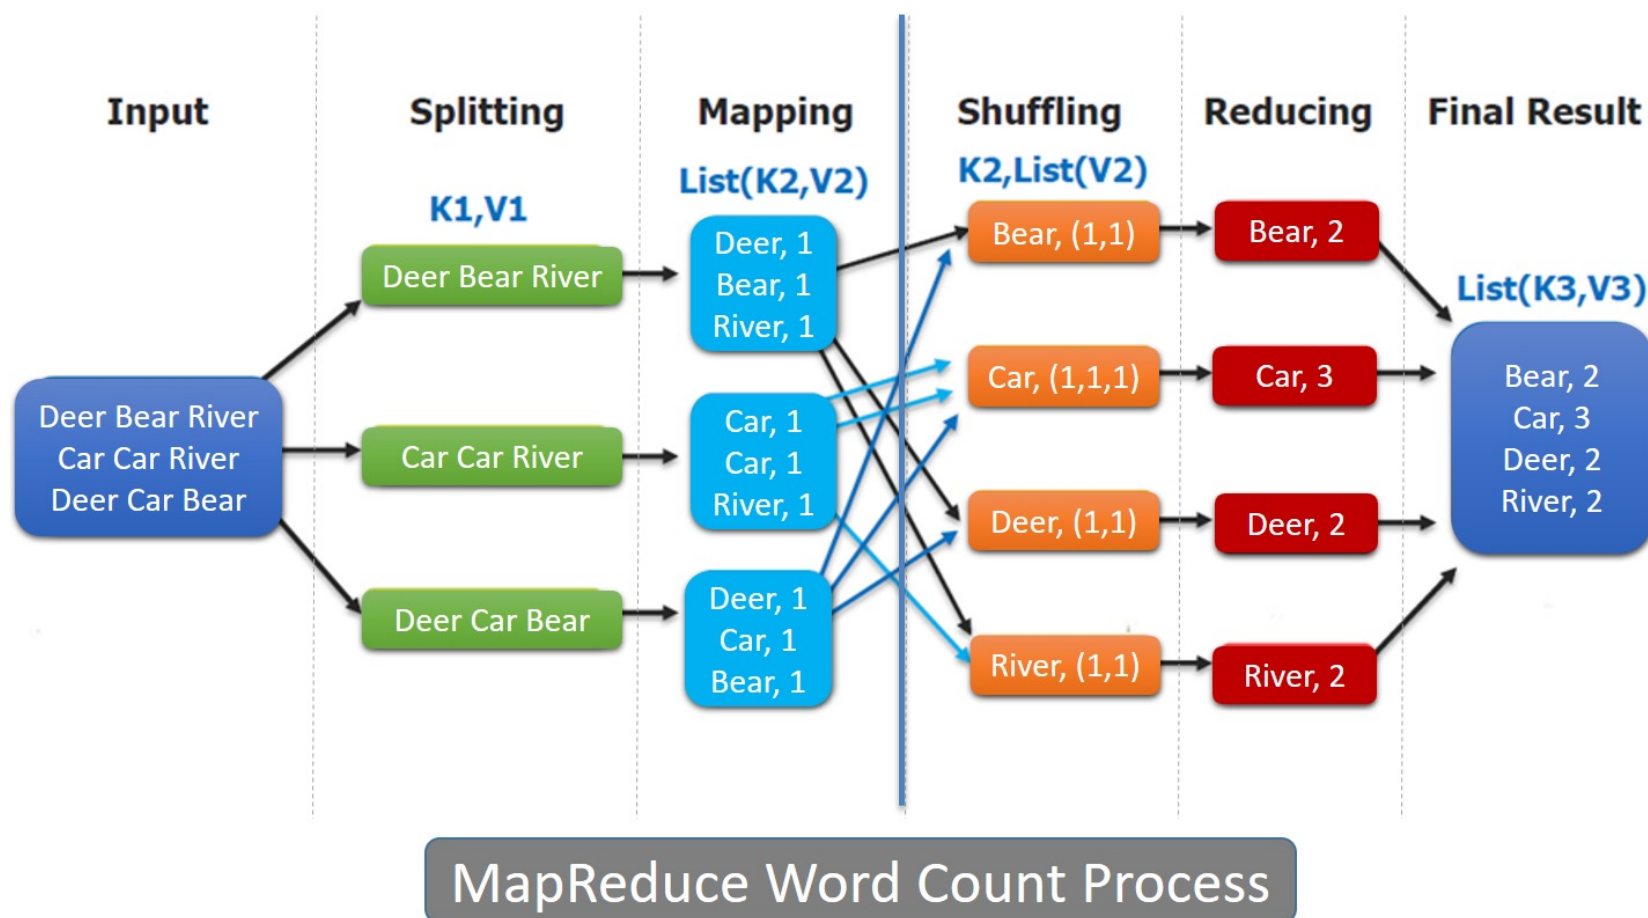 Input
Splitting
Mapping
Shuffling
Reducing
Final Result
K1,V1
List(K2,V2)
K2,List(V2)
List(K3,V3)
Deer Bear River
Car Car River
Deer Car Bear
Deer Bear River
Car Car River
Deer Car Bear
Deer, 1
Bear, 1
River, 1
Car, 1
Car, 1
River, 1
Deer, 1
Car, 1
Bear, 1
Bear, (1,1)
Car, (1,1,1)
Deer, (1,1)
River, (1,1)
Bear, 2
Car, 3
Deer, 2
River, 2
Bear, 2
Car, 3
Deer, 2
River, 2
MapReduce Word Count Process